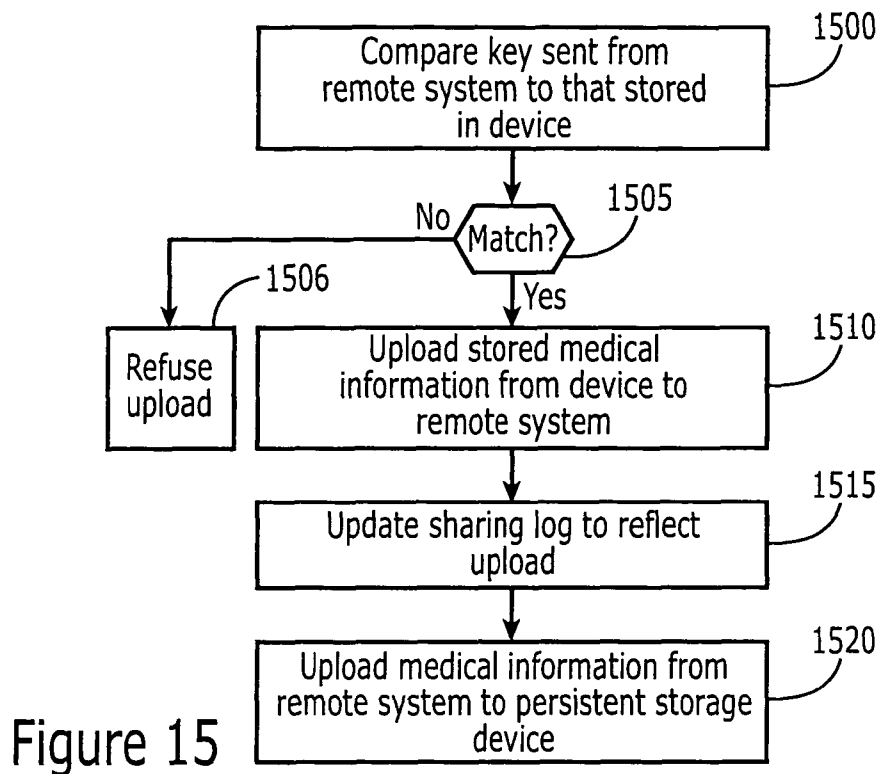 Compare key sent from
remote system to that stored
in device
1500
No
Match?
1505
Yes
1506
Refuse
upload
Upload stored medical
information from device to
remote system
1510
Update sharing log to reflect
upload
1515
Upload medical information from
remote system to persistent storage
device
1520
Figure 15